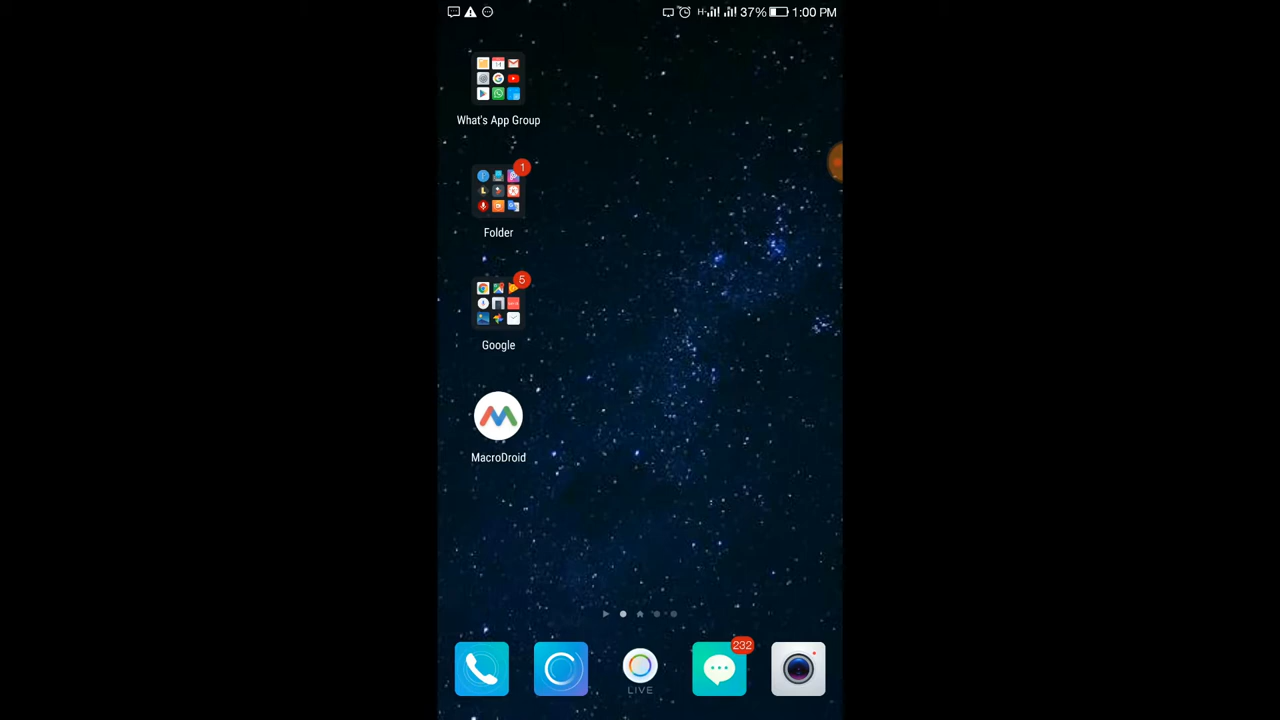 37% 1:00 PM
What's App Group
1
Folder
5
Google
MacroDroid
232
LIVE